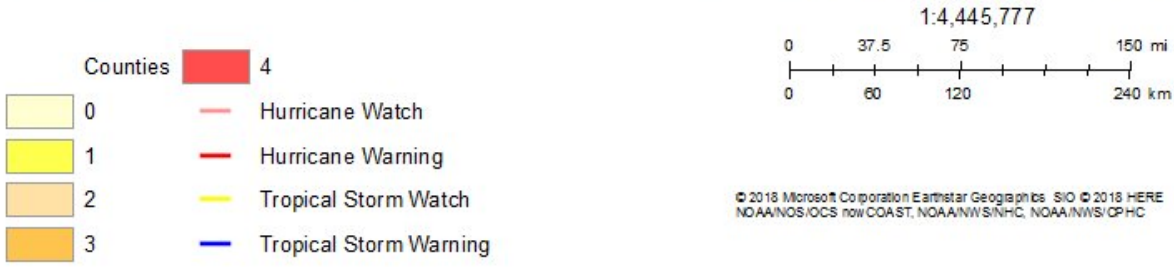 1:4,445,777
0 37.5 75 150 mi
0 60 120 240 km
Counties 4
0 Hurricane Watch
1 Hurricane Warning
2 Tropical Storm Watch
3 Tropical Storm Warning
© 2018 Microsoft Corporation Earthstar Geographics SIO © 2018 HERE
NOAA/NOS/OCS nowCOAST, NOAA/NWS/NHC, NOAA/NWS/CPHC